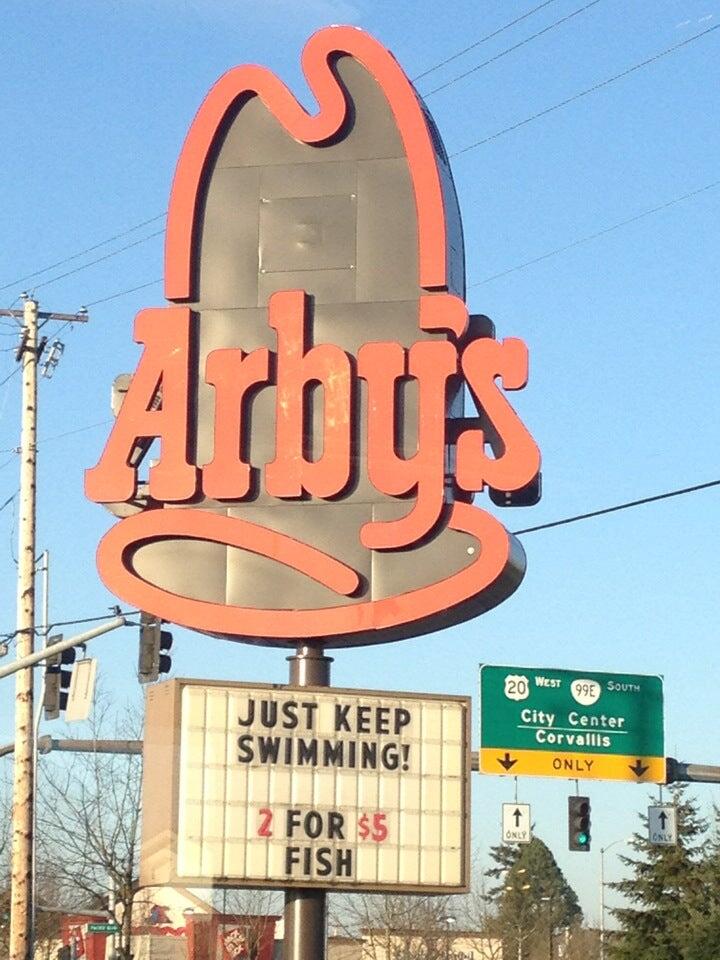 Arby's
JUST KEEP
SWIMMING!
2 FOR $5
FISH
20 WEST 99E SOUTH
City Center
Corvallis
ONLY
ONLY
ONLY